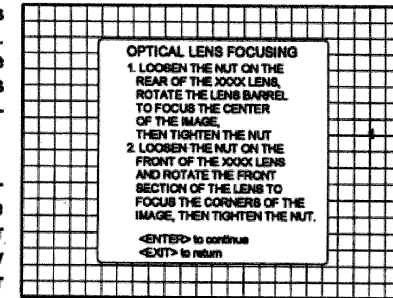 OPTICAL LENS FOCUSING
1. LOOSEN THE NUT ON THE
REAR OF THE XXXX LENS,
ROTATE THE LENS BARREL
TO FOCUS THE CENTER
OF THE IMAGE,
THEN TIGHTEN THE NUT
2. LOOSEN THE NUT ON THE
FRONT OF THE XXXX LENS
AND ROTATE THE FRONT
SECTION OF THE LENS TO
FOCUS THE CORNERS OF THE
IMAGE, THEN TIGHTEN THE NUT.
<ENTER> to continue
<EXIT> to return